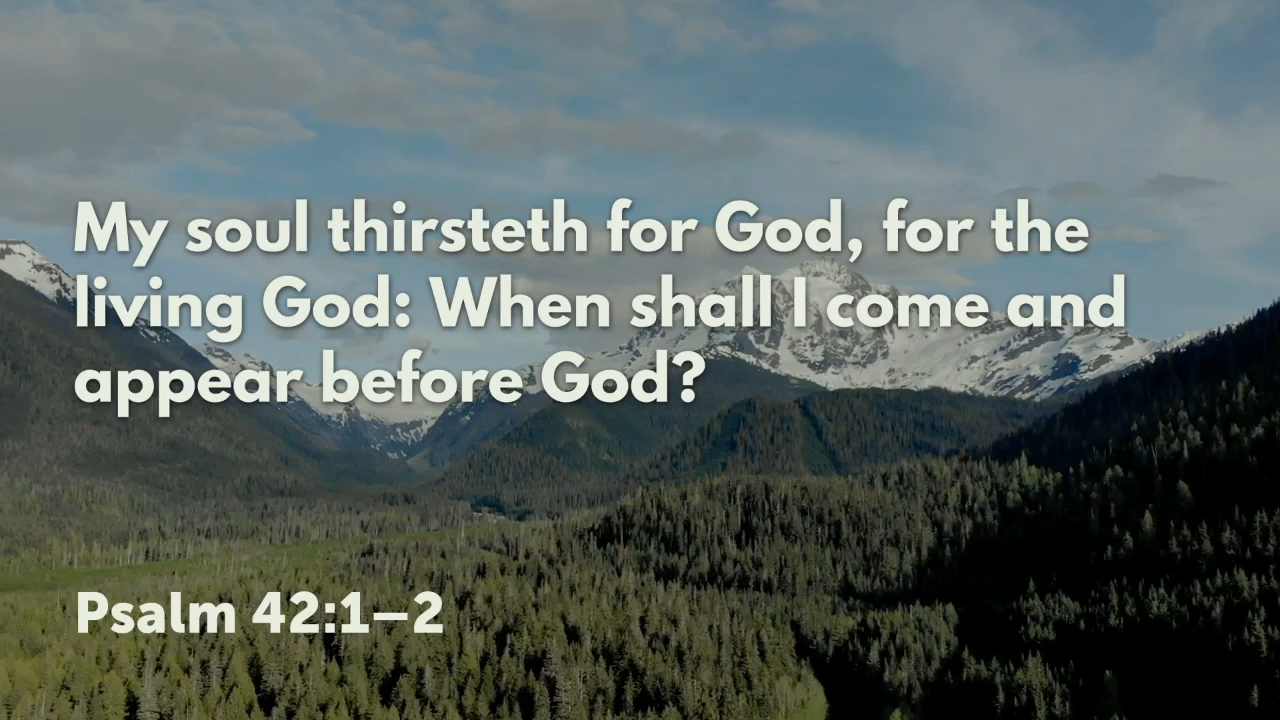 My soul thirsteth for God, for the
living God: When shall I come and
appear before God?
Psalm 42:1–2